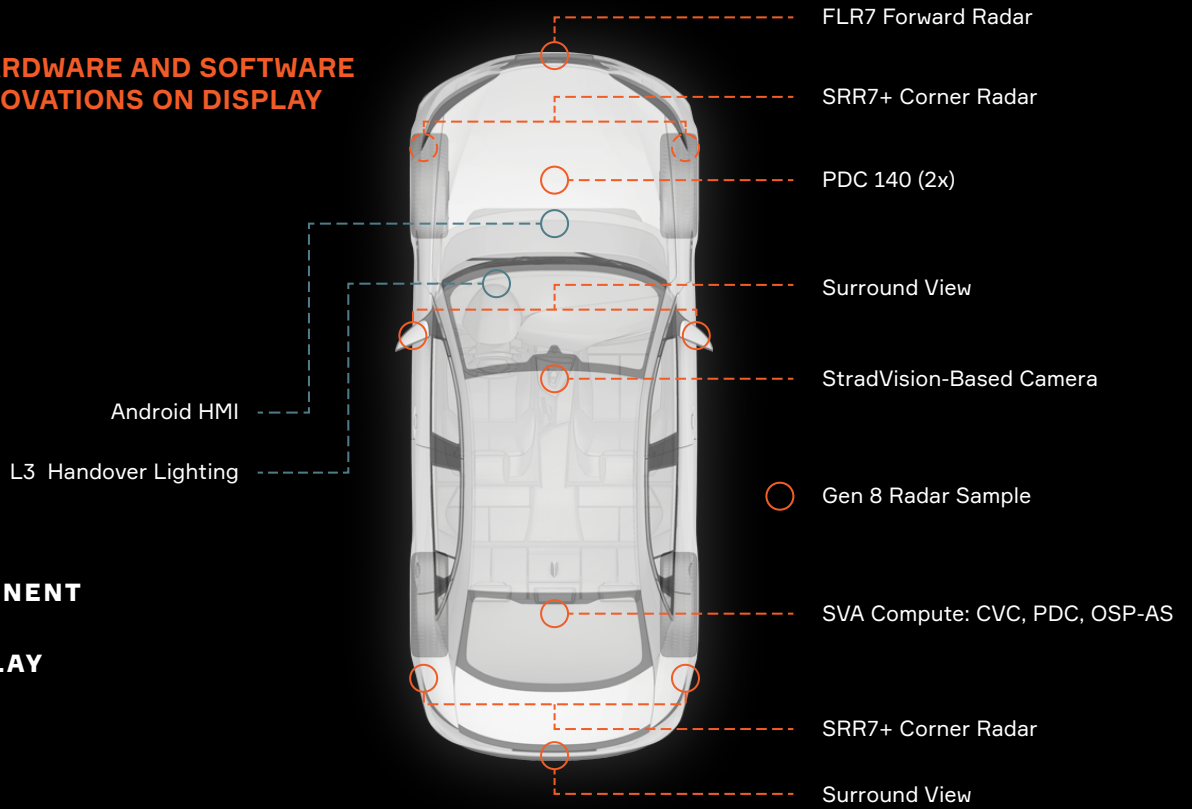 RDWARE AND SOFTWARE
OVATIONS ON DISPLAY
FLR7 Forward Radar
SRR7+ Corner Radar
PDC 140 (2x)
Surround View
StradVision-Based Camera
Android HMI
L3 Handover Lighting
Gen 8 Radar Sample
NENT
LAY
SVA Compute: CVC, PDC, OSP-AS
SRR7+ Corner Radar
Surround View